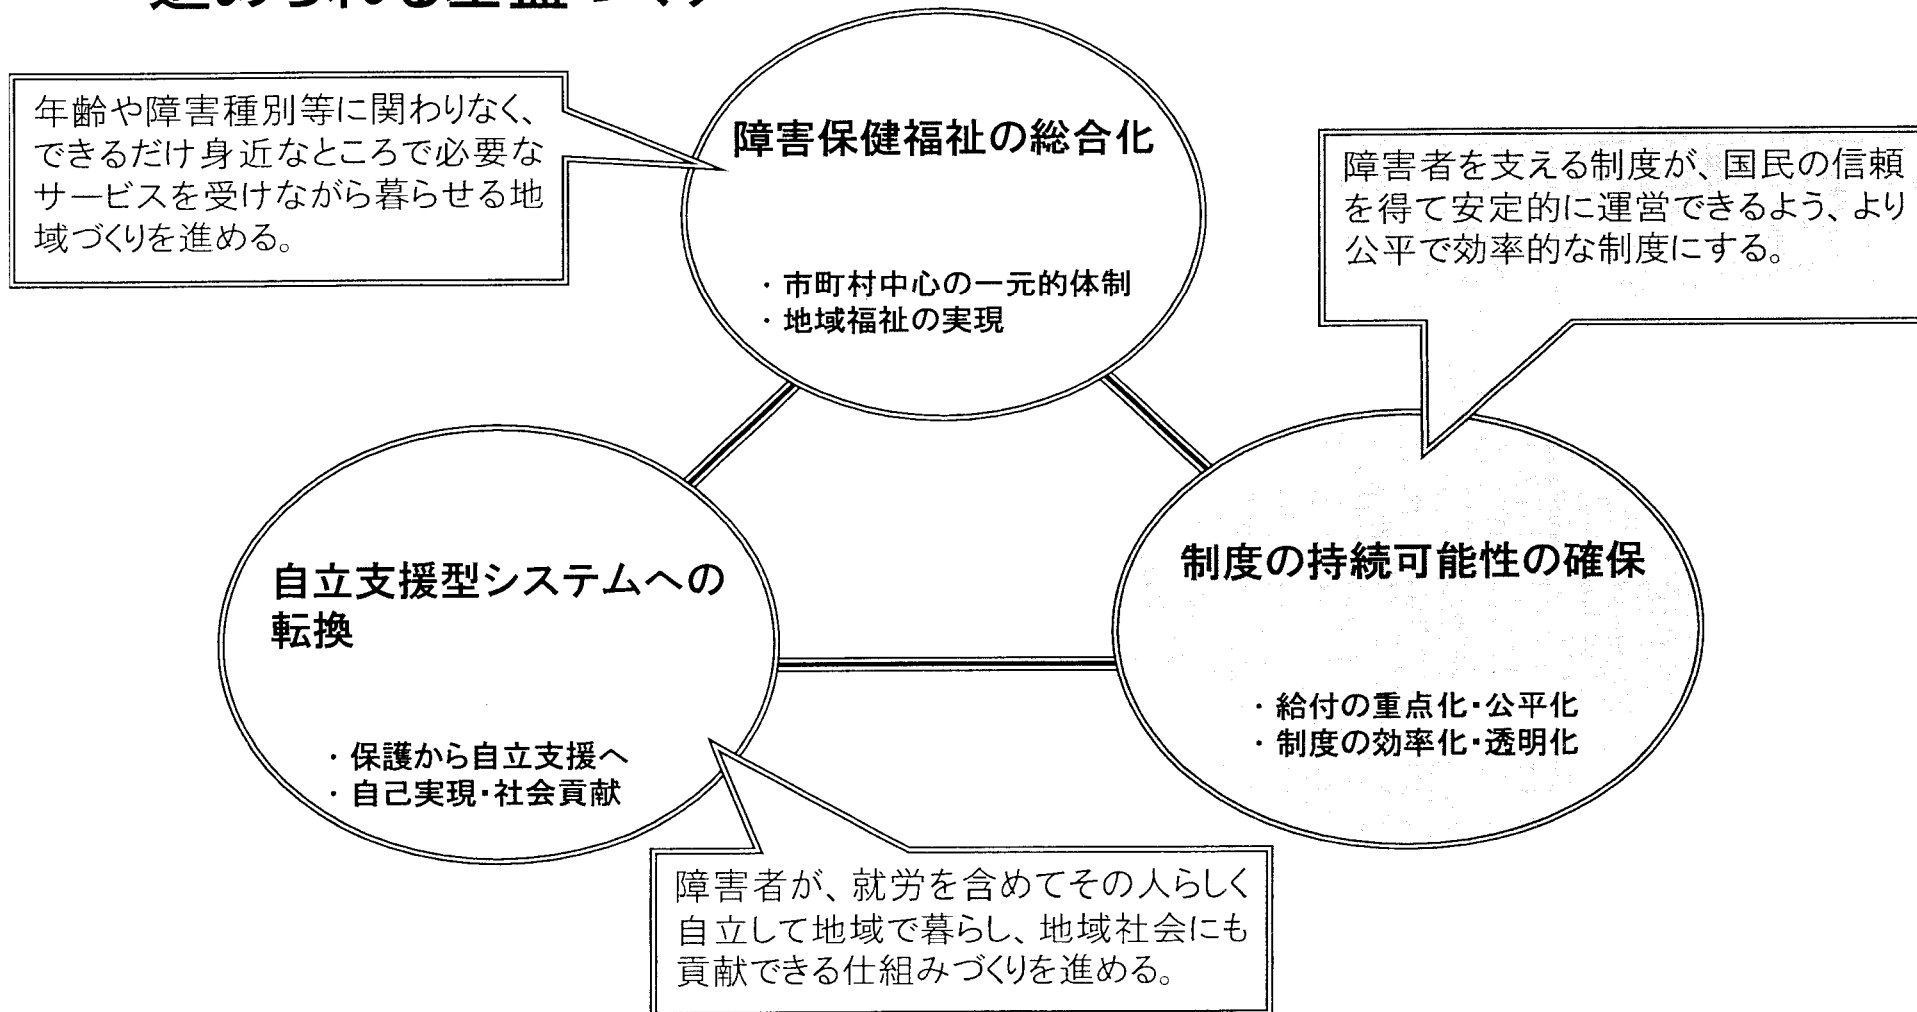 進められる基盤づくり
年齢や障害種別等に関わりなく、
できるだけ身近なところで必要な
サービスを受けながら暮らせる地
域づくりを進める。
障害保健福祉の総合化
・市町村中心の一元的体制
・地域福祉の実現
障害者を支える制度が、国民の信頼
を得て安定的に運営できるよう、より
公平で効率的な制度にする。
自立支援型システムへの
転換
・保護から自立支援へ
・自己実現・社会貢献
制度の持続可能性の確保
・給付の重点化・公平化
・制度の効率化・透明化
障害者が、就労を含めてその人らしく
自立して地域で暮らし、地域社会にも
貢献できる仕組みづくりを進める。